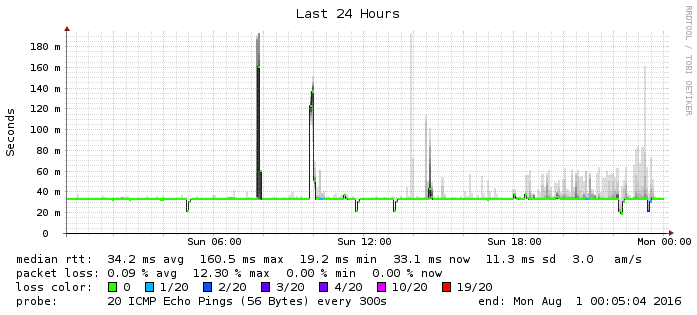 Last 24 Hours
RRDTOOL / TOBI OETIKER
Seconds
180 m
160 m
140 m
120 m
100 m
80 m
60 m
40 m
20 m
0
Sun 06:00 Sun 12:00 Sun 18:00 Mon 00:00
median rtt: 34.2 ms avg 160.5 ms max 19.2 ms min 33.1 ms now 11.3 ms sd 3.0 am/s
packet loss: 0.09 % avg 12.30 % max 0.00 % min 0.00 % now
loss color: 0 1/20 2/20 3/20 4/20 10/20 19/20
probe: 20 ICMP Echo Pings (56 Bytes) every 300s end: Mon Aug 1 00:05:04 2016